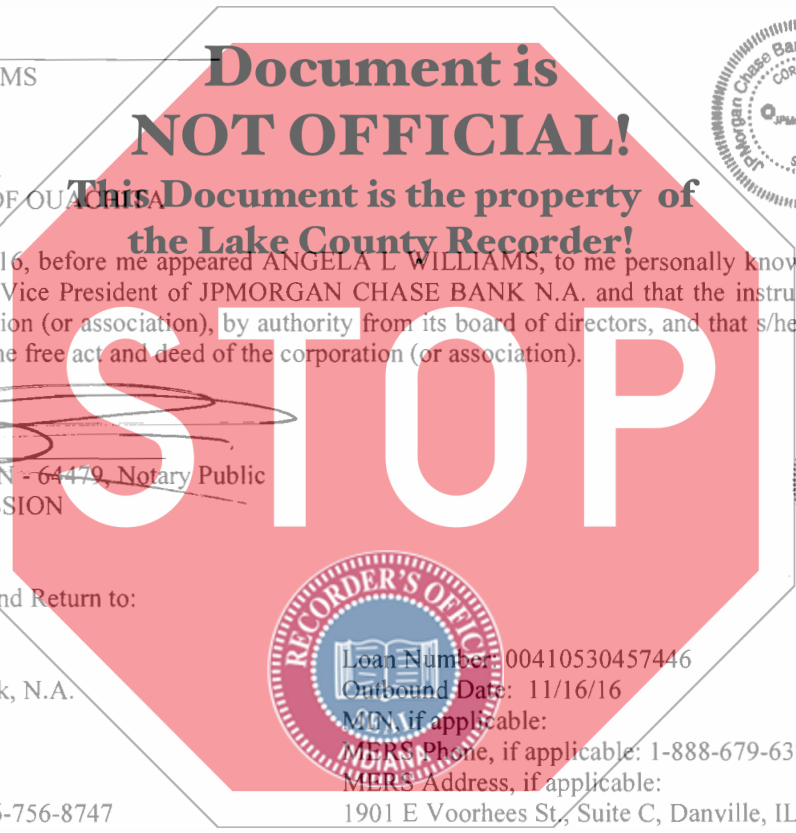 Document is
NOT OFFICIAL!
This Document is the property of
the Lake County Recorder!
MS
OF OUACHITA
16, before me appeared ANGELA L WILLIAMS, to me personally know
Vice President of JPMORGAN CHASE BANK N.A. and that the instru
ion (or association), by authority from its board of directors, and that s/he
he free act and deed of the corporation (or association).
STOP
N - 64479, Notary Public
SSION
nd Return to:
k, N.A.
-756-8747
RECORDER'S OFFICE
SEAL
INDIANA
Loan Number: 00410530457446
Outbound Date: 11/16/16
MIN, if applicable:
MERS Phone, if applicable: 1-888-679-63
MERS Address, if applicable:
1901 E Voorhees St., Suite C, Danville, IL
JPMorgan Chase Ba
COR
JPM
S